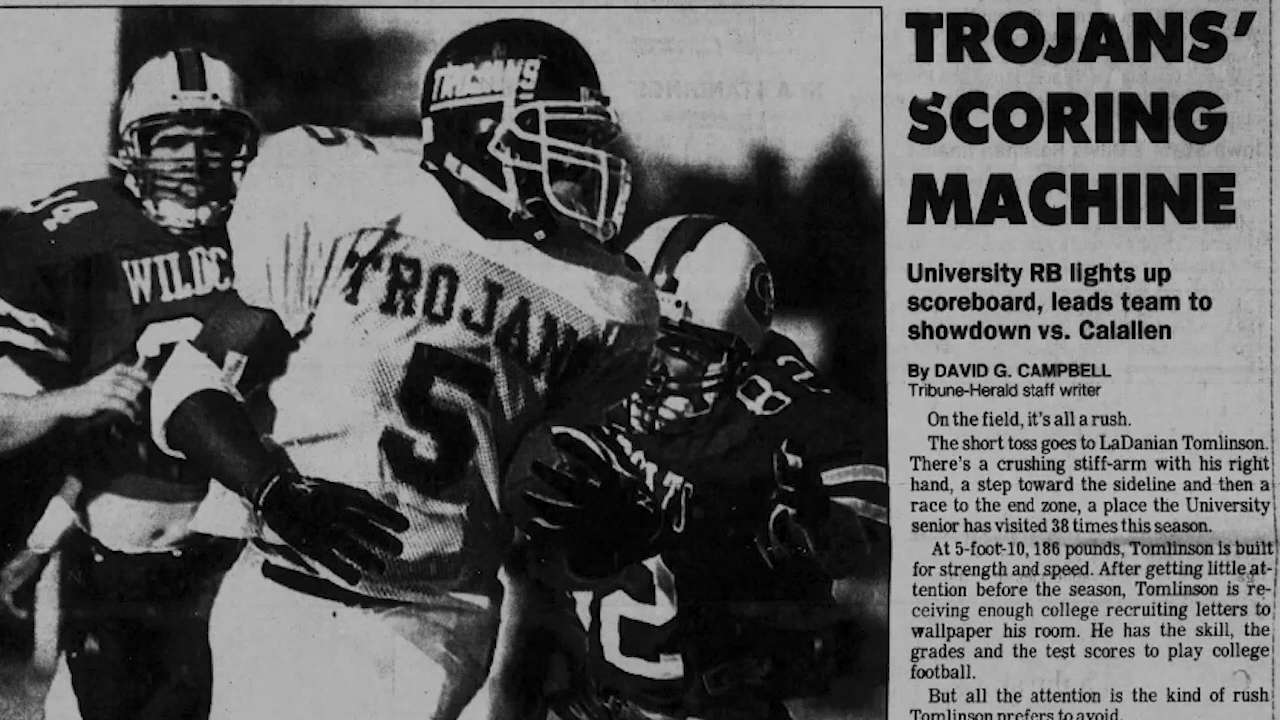 TROJANS
WILDC
TROJAN
5
TROJANS'
SCORING
MACHINE
University RB lights up
scoreboard, leads team to
showdown vs. Calallen
By DAVID G. CAMPBELL
Tribune-Herald staff writer
On the field, it's all a rush.
The short toss goes to LaDanian Tomlinson.
There's a crushing stiff-arm with his right
hand, a step toward the sideline and then a
race to the end zone, a place the University
senior has visited 38 times this season.
At 5-foot-10, 186 pounds, Tomlinson is built
for strength and speed. After getting little at-
tention before the season, Tomlinson is re-
ceiving enough college recruiting letters to
wallpaper his room. He has the skill, the
grades and the test scores to play college
football.
But all the attention is the kind of rush
Tomlinson prefers to avoid.